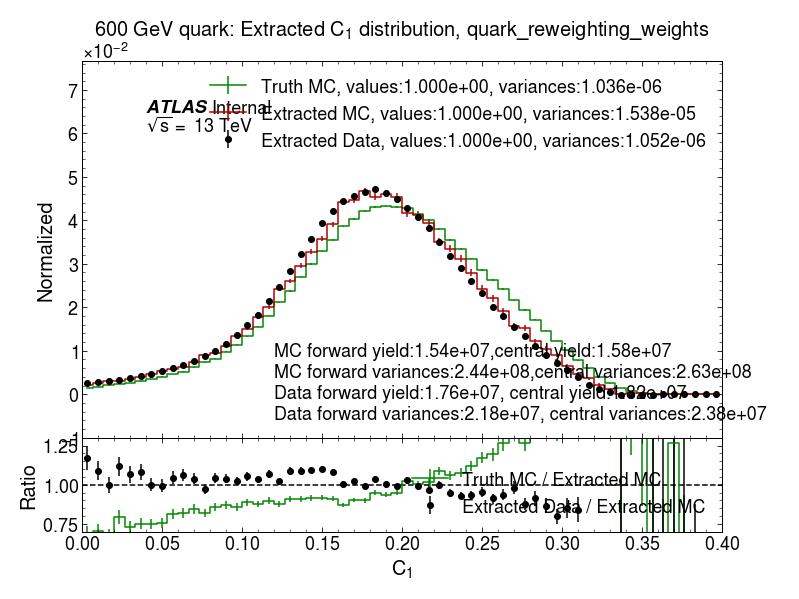 600 GeV quark: Extracted C₁ distribution, quark_reweighting_weights
×10⁻²
Truth MC, values:1.000e+00, variances:1.036e-06
ATLAS Internal
Extracted MC, values:1.000e+00, variances:1.538e-05
√s = 13 TeV
Extracted Data, values:1.000e+00, variances:1.052e-06
7
6
5
4
3
2
1
0
Normalized
MC forward yield:1.54e+07,central yield:1.58e+07
MC forward variances:2.44e+08,central variances:2.63e+08
Data forward yield:1.76e+07, central yield:1.82e+07
Data forward variances:2.18e+07, central variances:2.38e+07
1.25
1.00
0.75
Ratio
Truth MC / Extracted MC
Extracted Data / Extracted MC
0.00 0.05 0.10 0.15 0.20 0.25 0.30 0.35 0.40
C₁